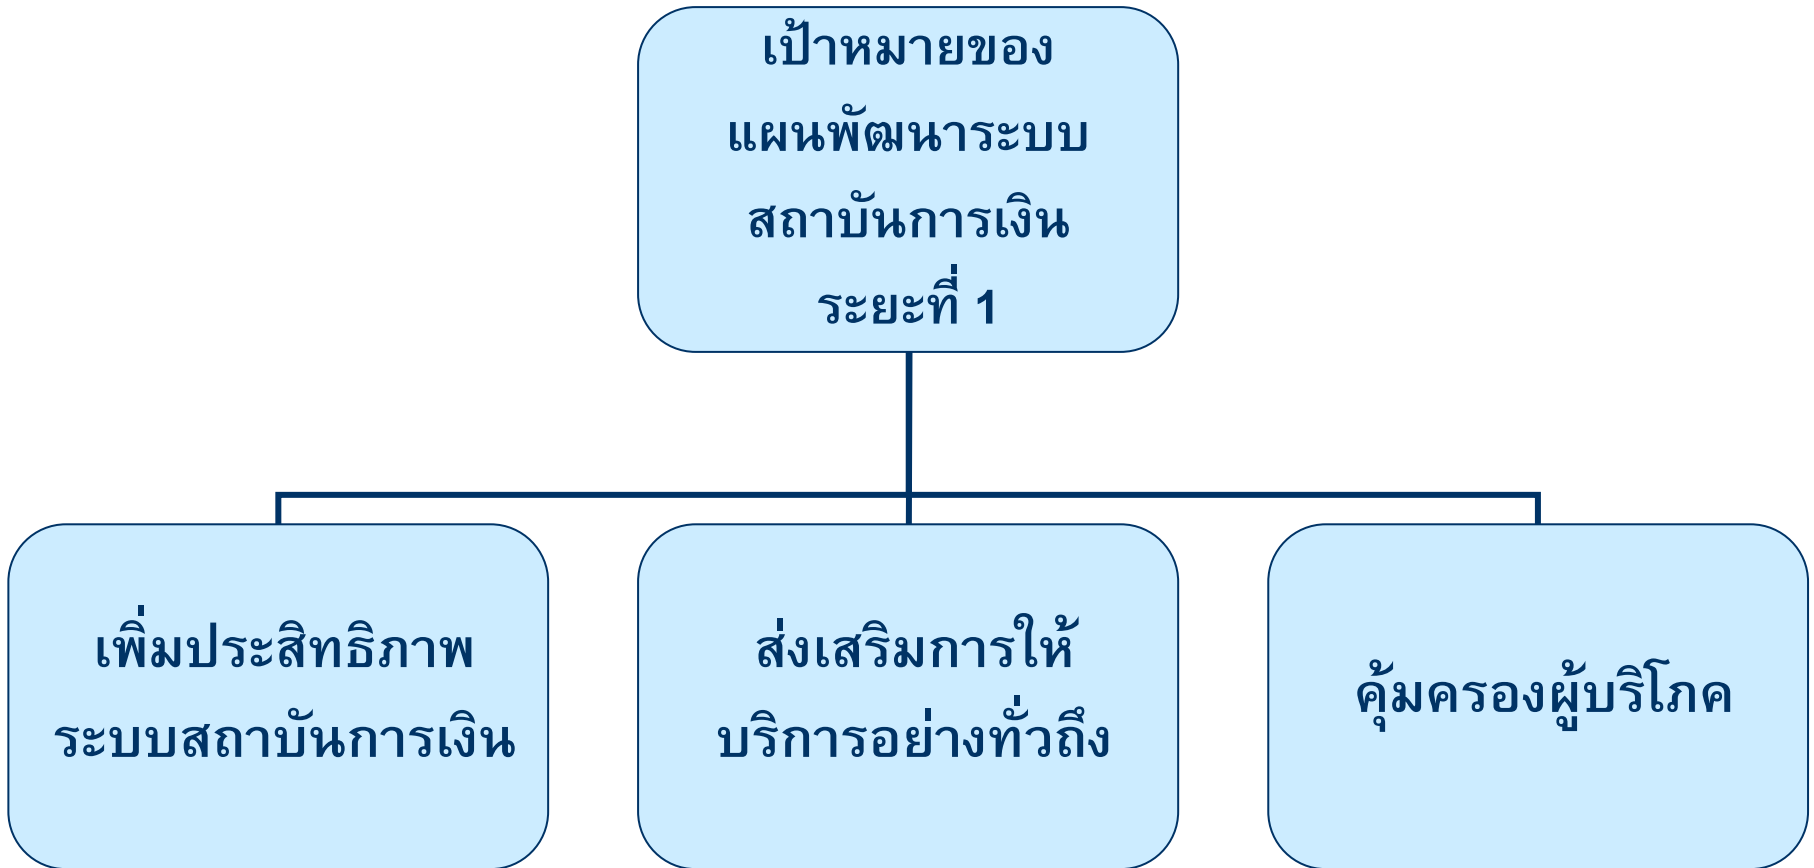 เป้าหมายของ
แผนพัฒนาระบบ
สถาบันการเงิน
ระยะที่ 1
เพิ่มประสิทธิภาพ
ระบบสถาบันการเงิน
ส่งเสริมการให้
บริการอย่างทั่วถึง
คุ้มครองผู้บริโภค